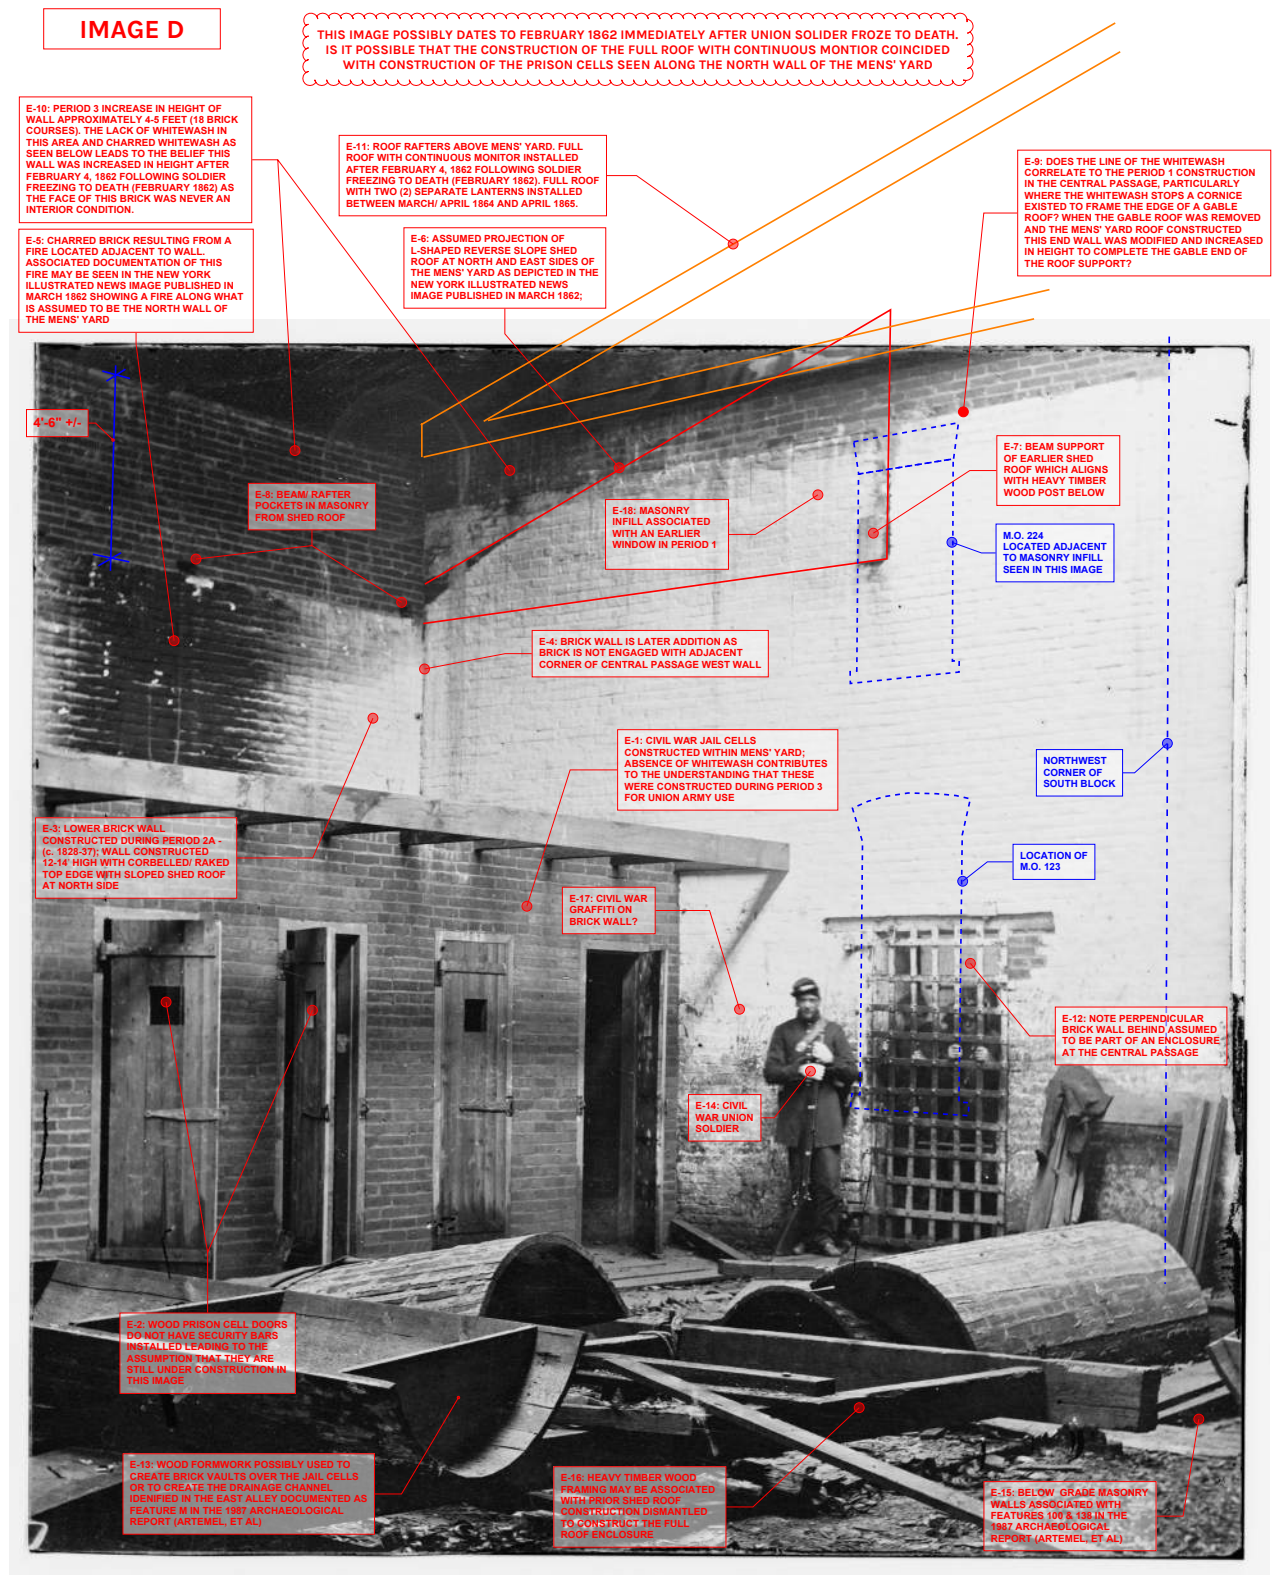 IMAGE D
THIS IMAGE POSSIBLY DATES TO FEBRUARY 1862 IMMEDIATELY AFTER UNION SOLIDER FROZE TO DEATH.
IS IT POSSIBLE THAT THE CONSTRUCTION OF THE FULL ROOF WITH CONTINUOUS MONTIOR COINCIDED
WITH CONSTRUCTION OF THE PRISON CELLS SEEN ALONG THE NORTH WALL OF THE MENS' YARD
E-10: PERIOD 3 INCREASE IN HEIGHT OF
WALL APPROXIMATELY 4-5 FEET (18 BRICK
COURSES). THE LACK OF WHITEWASH IN
THIS AREA AND CHARRED WHITEWASH AS
SEEN BELOW LEADS TO THE BELIEF THIS
WALL WAS INCREASED IN HEIGHT AFTER
FEBRUARY 4, 1862 FOLLOWING SOLDIER
FREEZING TO DEATH (FEBRUARY 1862) AS
THE FACE OF THIS BRICK WAS NEVER AN
INTERIOR CONDITION.
E-11: ROOF RAFTERS ABOVE MENS' YARD. FULL
ROOF WITH CONTINUOUS MONITOR INSTALLED
AFTER FEBRUARY 4, 1862 FOLLOWING SOLDIER
FREEZING TO DEATH (FEBRUARY 1862). FULL ROOF
WITH TWO (2) SEPARATE LANTERNS INSTALLED
BETWEEN MARCH/ APRIL 1864 AND APRIL 1865.
E-9: DOES THE LINE OF THE WHITEWASH
CORRELATE TO THE PERIOD 1 CONSTRUCTION
IN THE CENTRAL PASSAGE, PARTICULARLY
WHERE THE WHITEWASH STOPS A CORNICE
EXISTED TO FRAME THE EDGE OF A GABLE
ROOF? WHEN THE GABLE ROOF WAS REMOVED
AND THE MENS' YARD ROOF CONSTRUCTED
THIS END WALL WAS MODIFIED AND INCREASED
IN HEIGHT TO COMPLETE THE GABLE END OF
THE ROOF SUPPORT?
E-5: CHARRED BRICK RESULTING FROM A
FIRE LOCATED ADJACENT TO WALL.
ASSOCIATED DOCUMENTATION OF THIS
FIRE MAY BE SEEN IN THE NEW YORK
ILLUSTRATED NEWS IMAGE PUBLISHED IN
MARCH 1862 SHOWING A FIRE ALONG WHAT
IS ASSUMED TO BE THE NORTH WALL OF
THE MENS' YARD
E-6: ASSUMED PROJECTION OF
L-SHAPED REVERSE SLOPE SHED
ROOF AT NORTH AND EAST SIDES OF
THE MENS' YARD AS DEPICTED IN THE
NEW YORK ILLUSTRATED NEWS
IMAGE PUBLISHED IN MARCH 1862;
4'-6" +/-
E-8: BEAM/ RAFTER
POCKETS IN MASONRY
FROM SHED ROOF
E-7: BEAM SUPPORT
OF EARLIER SHED
ROOF WHICH ALIGNS
WITH HEAVY TIMBER
WOOD POST BELOW
E-18: MASONRY
INFILL ASSOCIATED
WITH AN EARLIER
WINDOW IN PERIOD 1
M.O. 224
LOCATED ADJACENT
TO MASONRY INFILL
SEEN IN THIS IMAGE
E-4: BRICK WALL IS LATER ADDITION AS
BRICK IS NOT ENGAGED WITH ADJACENT
CORNER OF CENTRAL PASSAGE WEST WALL
E-1: CIVIL WAR JAIL CELLS
CONSTRUCTED WITHIN MENS' YARD;
ABSENCE OF WHITEWASH CONTRIBUTES
TO THE UNDERSTANDING THAT THESE
WERE CONSTRUCTED DURING PERIOD 3
FOR UNION ARMY USE
NORTHWEST
CORNER OF
SOUTH BLOCK
E-3: LOWER BRICK WALL
CONSTRUCTED DURING PERIOD 2A -
(c. 1828-37); WALL CONSTRUCTED
12-14' HIGH WITH CORBELLED/ RAKED
TOP EDGE WITH SLOPED SHED ROOF
AT NORTH SIDE
LOCATION OF
M.O. 123
E-17: CIVIL WAR
GRAFFITI ON
BRICK WALL?
E-12: NOTE PERPENDICULAR
BRICK WALL BEHIND ASSUMED
TO BE PART OF AN ENCLOSURE
AT THE CENTRAL PASSAGE
E-14: CIVIL
WAR UNION
SOLDIER
E-2: WOOD PRISON CELL DOORS
DO NOT HAVE SECURITY BARS
INSTALLED LEADING TO THE
ASSUMPTION THAT THEY ARE
STILL UNDER CONSTRUCTION IN
THIS IMAGE
E-13: WOOD FORMWORK POSSIBLY USED TO
CREATE BRICK VAULTS OVER THE JAIL CELLS
OR TO CREATE THE DRAINAGE CHANNEL
IDENIFIED IN THE EAST ALLEY DOCUMENTED AS
FEATURE M IN THE 1987 ARCHAEOLOGICAL
REPORT (ARTEMEL, ET AL)
E-16: HEAVY TIMBER WOOD
FRAMING MAY BE ASSOCIATED
WITH PRIOR SHED ROOF
CONSTRUCTION DISMANTLED
TO CONSTRUCT THE FULL
ROOF ENCLOSURE
E-15: BELOW GRADE MASONRY
WALLS ASSOCIATED WITH
FEATURES 100 & 138 IN THE
1987 ARCHAEOLOGICAL
REPORT (ARTEMEL, ET AL)